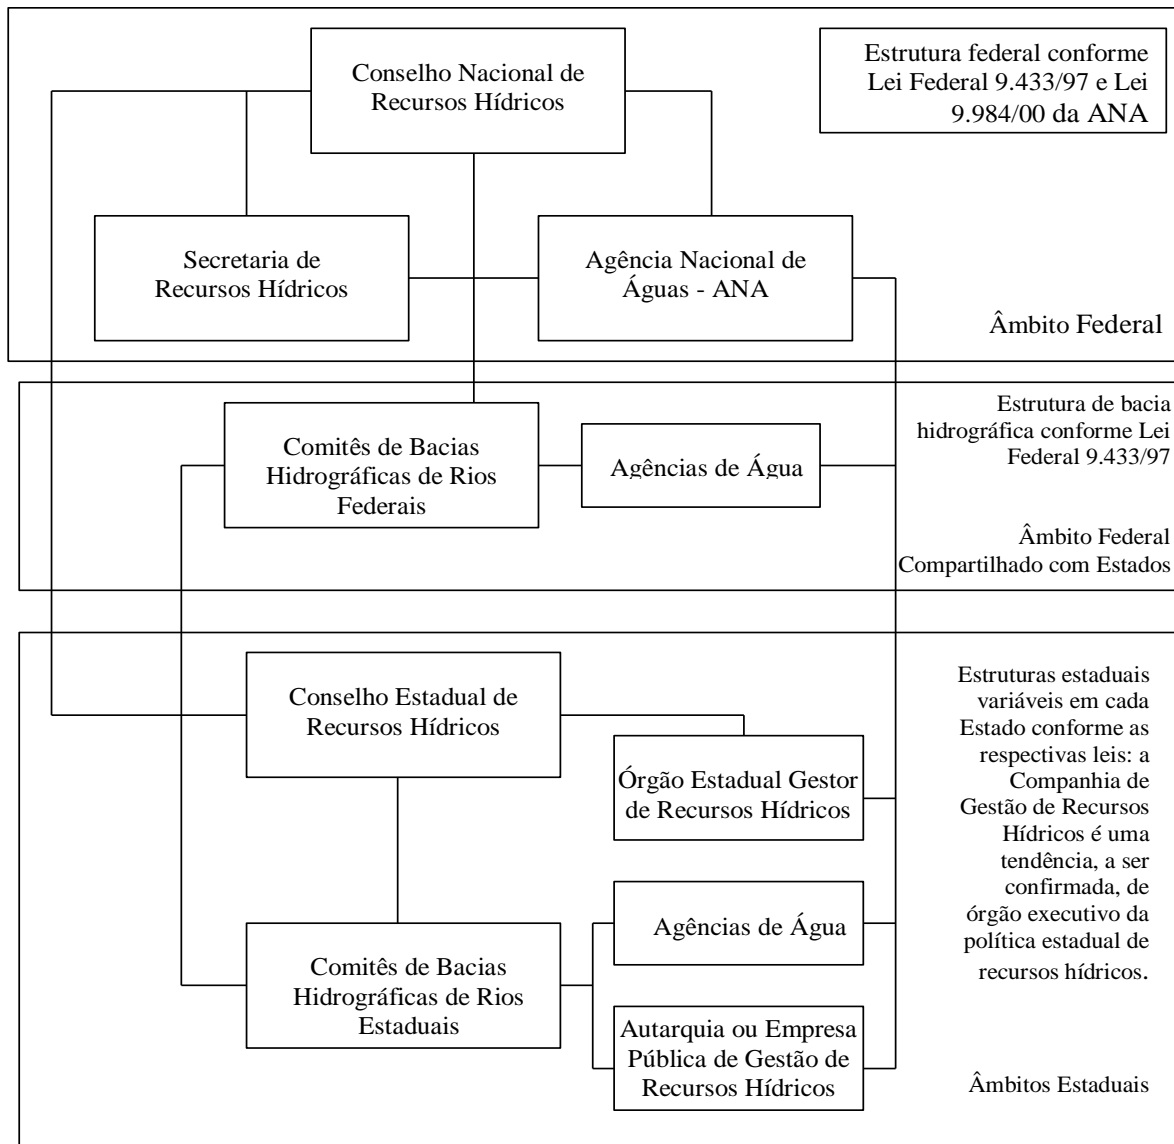 Conselho Nacional de
Recursos Hídricos
Estrutura federal conforme
Lei Federal 9.433/97 e Lei
9.984/00 da ANA
Secretaria de
Recursos Hídricos
Agência Nacional de
Águas - ANA
Âmbito Federal
Comitês de Bacias
Hidrográficas de Rios
Federais
Agências de Água
Estrutura de bacia
hidrográfica conforme Lei
Federal 9.433/97
Âmbito Federal
Compartilhado com Estados
Conselho Estadual de
Recursos Hídricos
Órgão Estadual Gestor
de Recursos Hídricos
Agências de Água
Comitês de Bacias
Hidrográficas de Rios
Estaduais
Autarquia ou Empresa
Pública de Gestão de
Recursos Hídricos
Estruturas estaduais
variáveis em cada
Estado conforme as
respectivas leis: a
Companhia de
Gestão de Recursos
Hídricos é uma
tendência, a ser
confirmada, de
órgão executivo da
política estadual de
recursos hídricos.
Âmbitos Estaduais